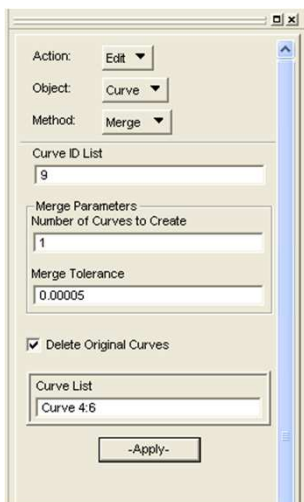 Action: Edit
Object: Curve
Method: Merge
Curve ID List
9
Merge Parameters
Number of Curves to Create
1
Merge Tolerance
0.00005
Delete Original Curves
Curve List
Curve 4:6
-Apply-